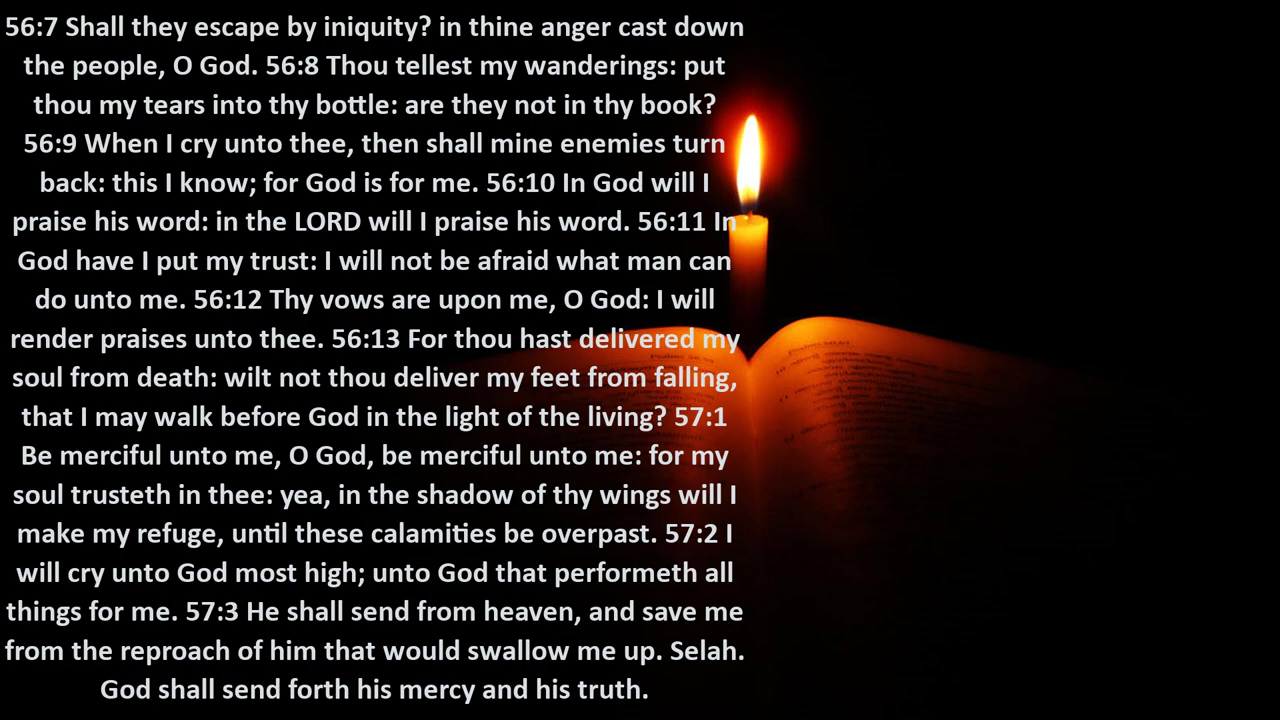 56:7 Shall they escape by iniquity? in thine anger cast down
the people, O God. 56:8 Thou tellest my wanderings: put
thou my tears into thy bottle: are they not in thy book?
56:9 When I cry unto thee, then shall mine enemies turn
back: this I know; for God is for me. 56:10 In God will I
praise his word: in the LORD will I praise his word. 56:11 In
God have I put my trust: I will not be afraid what man can
do unto me. 56:12 Thy vows are upon me, O God: I will
render praises unto thee. 56:13 For thou hast delivered my
soul from death: wilt not thou deliver my feet from falling,
that I may walk before God in the light of the living? 57:1
Be merciful unto me, O God, be merciful unto me: for my
soul trusteth in thee: yea, in the shadow of thy wings will I
make my refuge, until these calamities be overpast. 57:2 I
will cry unto God most high; unto God that performeth all
things for me. 57:3 He shall send from heaven, and save me
from the reproach of him that would swallow me up. Selah.
God shall send forth his mercy and his truth.